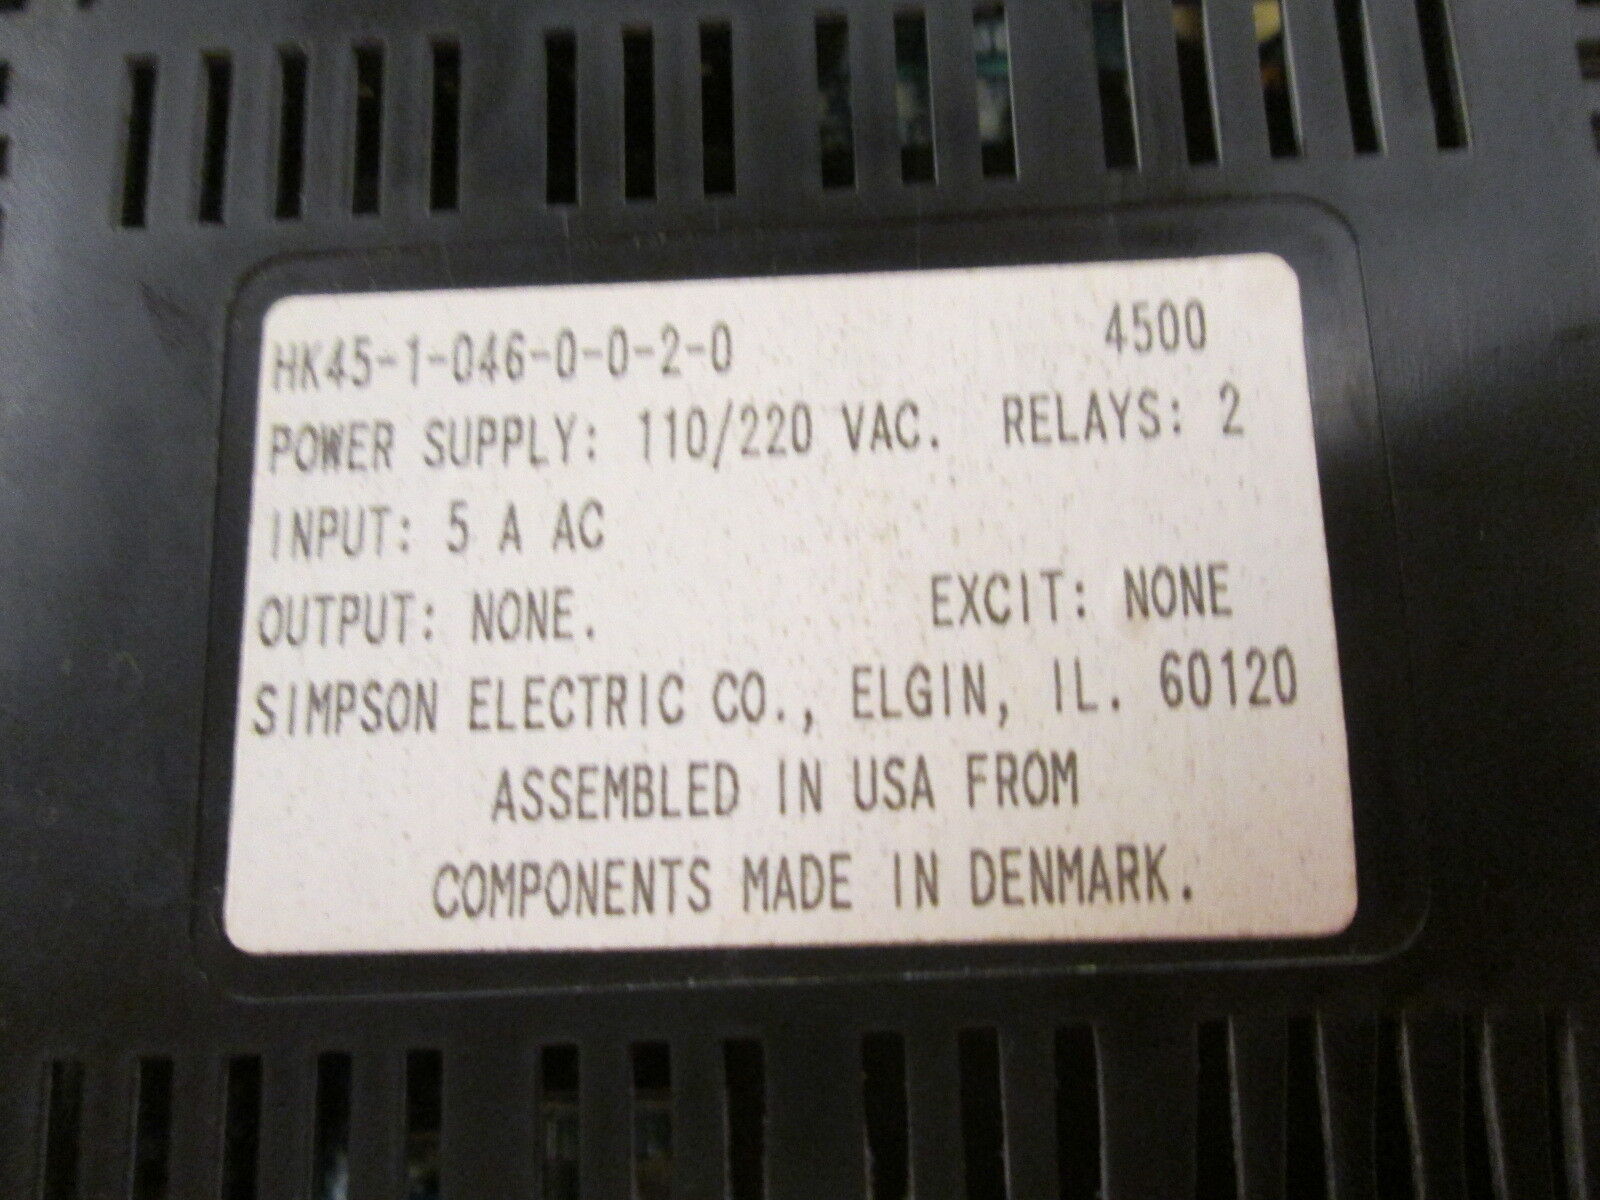 HK45-1-046-0-0-2-0 4500
POWER SUPPLY: 110/220 VAC. RELAYS: 2
INPUT: 5 A AC
OUTPUT: NONE. EXCIT: NONE
SIMPSON ELECTRIC CO., ELGIN, IL. 60120
ASSEMBLED IN USA FROM
COMPONENTS MADE IN DENMARK.